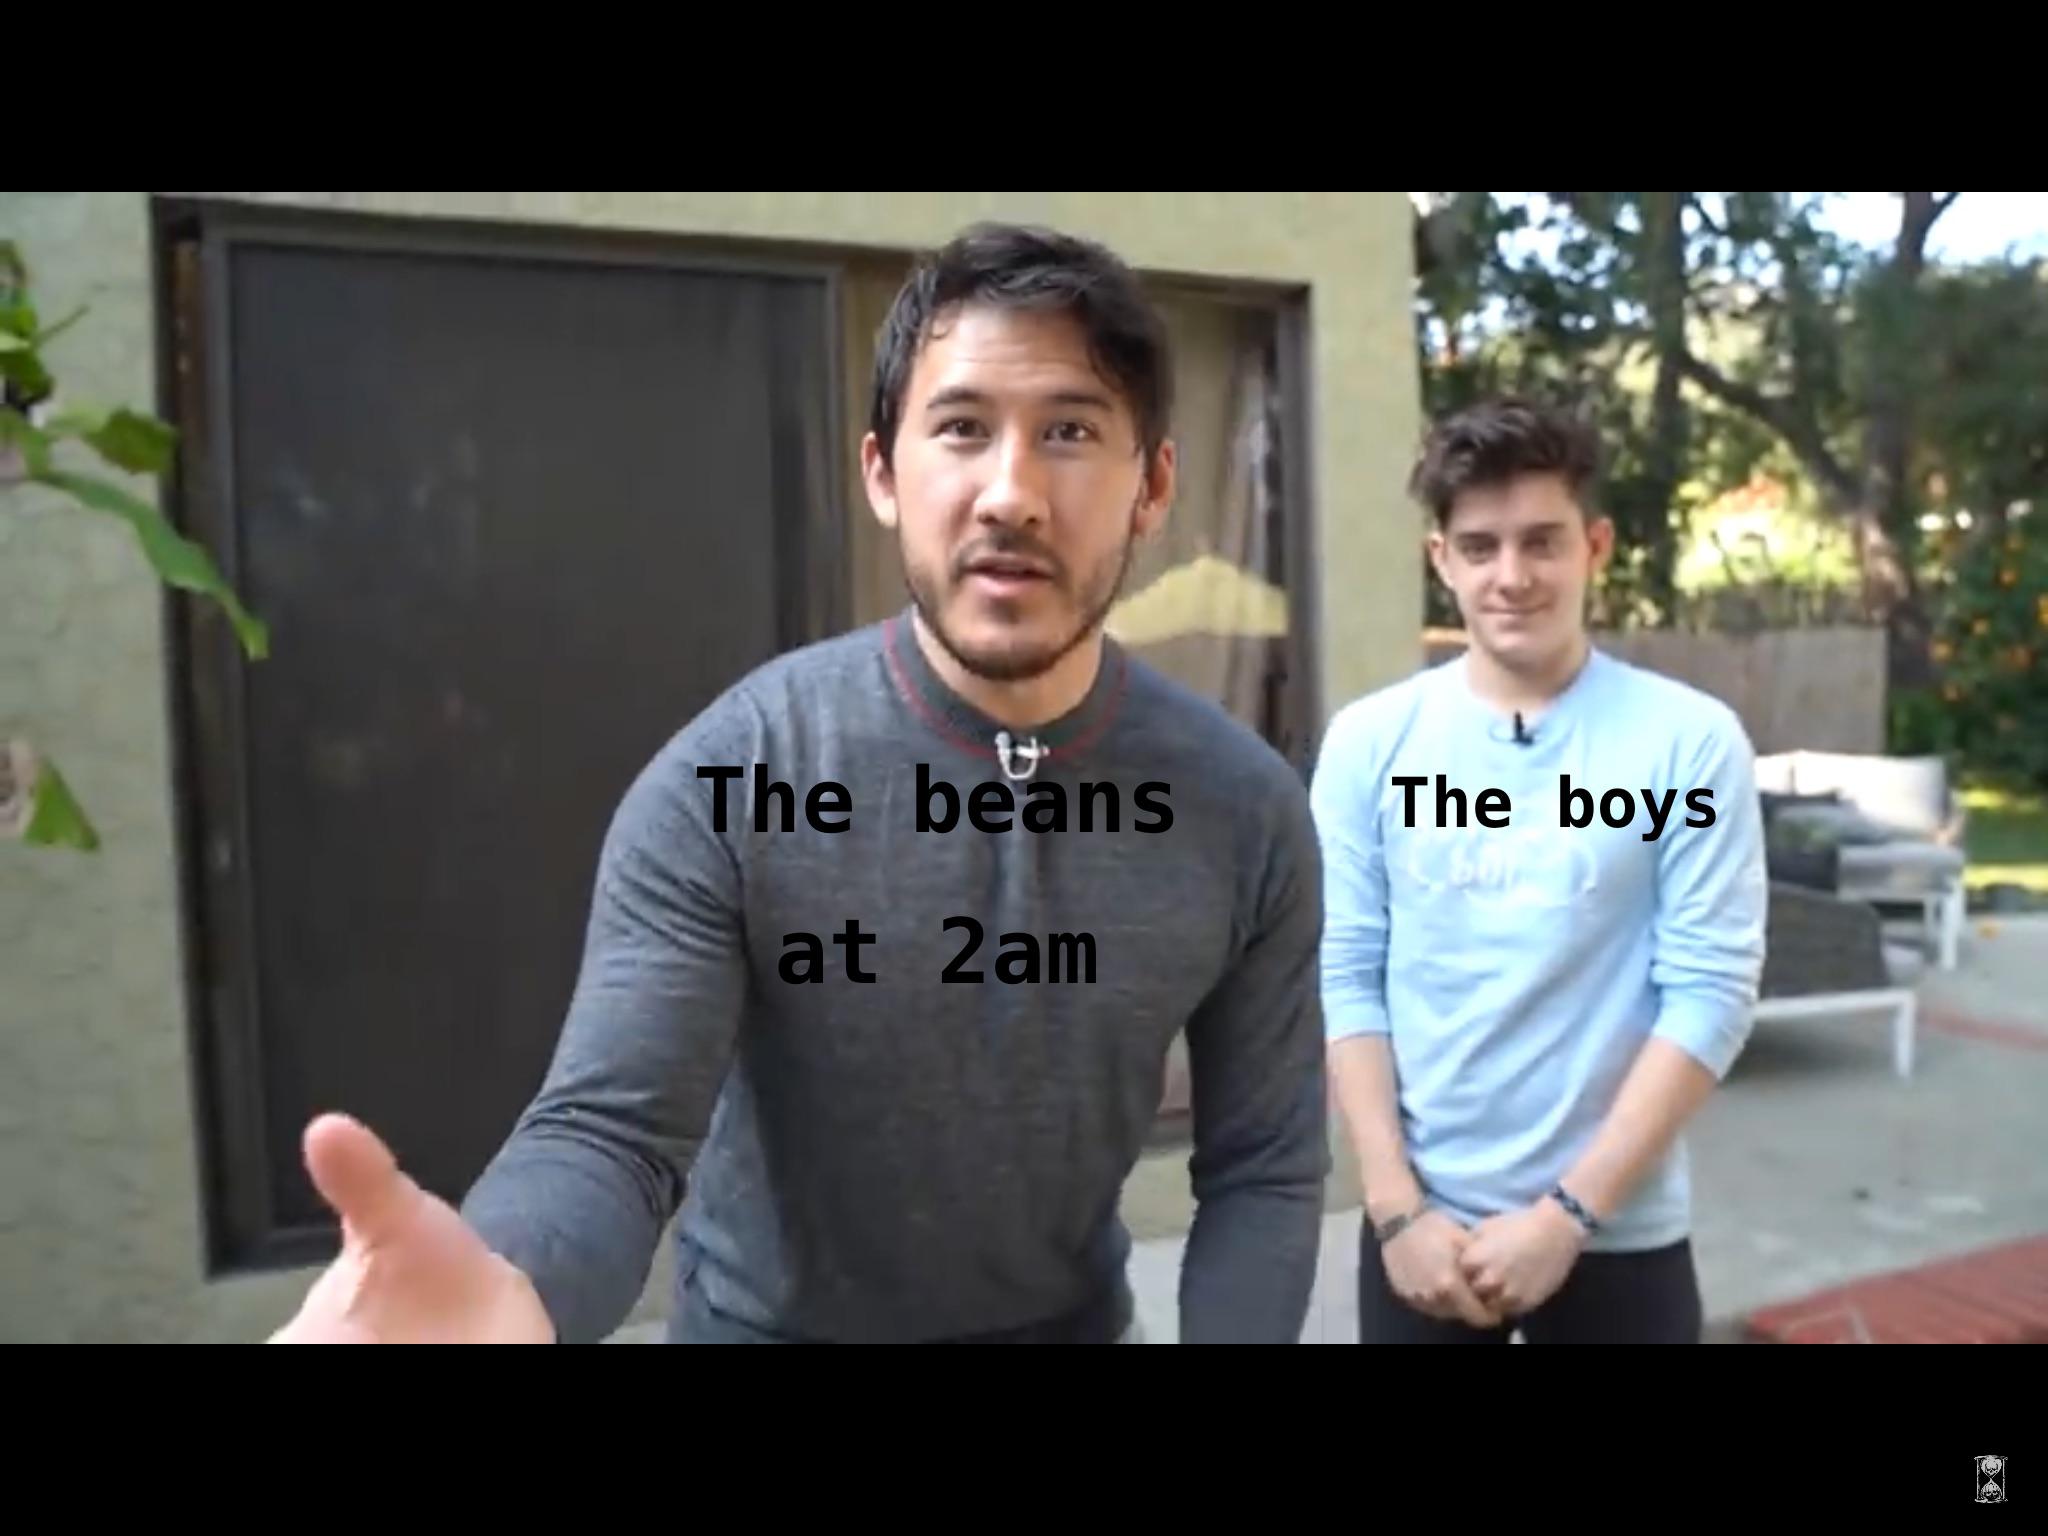 The beans
at 2am
The boys